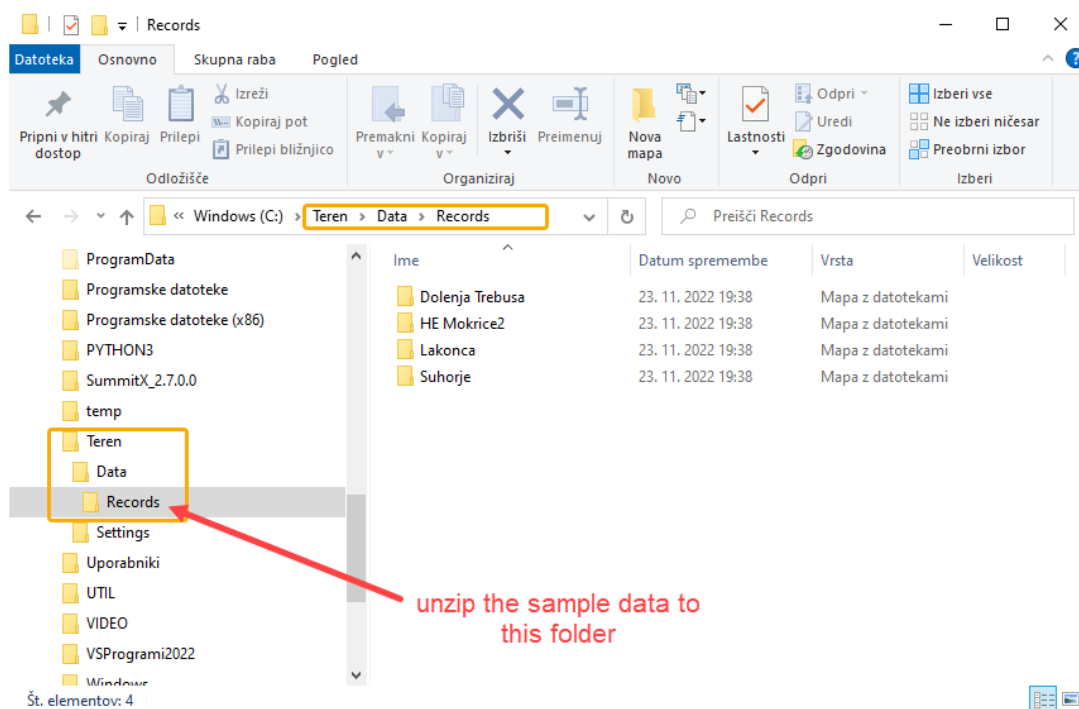 Records
Datoteka Osnovno Skupna raba Pogled
Pripni v hitri dostop
Kopiraj
Prilepi
Izreži
Kopiraj pot
Prilepi bližnjico
Odložišče
Premakni v
Kopiraj v
Izbriši
Preimenuj
Organiziraj
Nova mapa
Novo
Lastnosti
Odpri
Uredi
Zgodovina
Odpri
Izberi vse
Ne izberi ničesar
Preobrni izbor
Izberi
« Windows (C:) › Teren › Data › Records
Preišči Records
ProgramData
Programske datoteke
Programske datoteke (x86)
PYTHON3
SummitX_2.7.0.0
temp
Teren
Data
Records
Settings
Uporabniki
UTIL
VIDEO
VSProgrami2022
Windows
Ime Datum spremembe Vrsta Velikost
Dolenja Trebusa 23. 11. 2022 19:38 Mapa z datotekami
HE Mokrice2 23. 11. 2022 19:38 Mapa z datotekami
Lakonca 23. 11. 2022 19:38 Mapa z datotekami
Suhorje 23. 11. 2022 19:38 Mapa z datotekami
unzip the sample data to
this folder
Št. elementov: 4